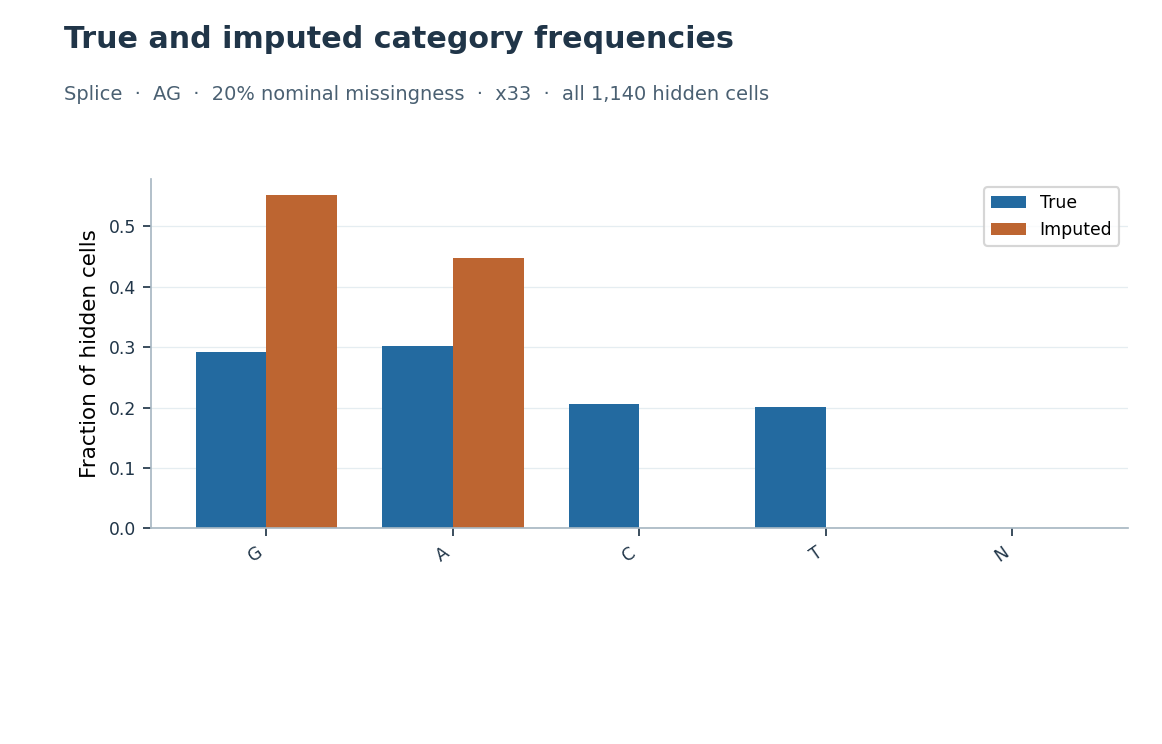 True and imputed category frequencies
Splice · AG · 20% nominal missingness · x33 · all 1,140 hidden cells
True
Imputed
Fraction of hidden cells
0.5
0.4
0.3
0.2
0.1
0.0
G
A
C
T
N